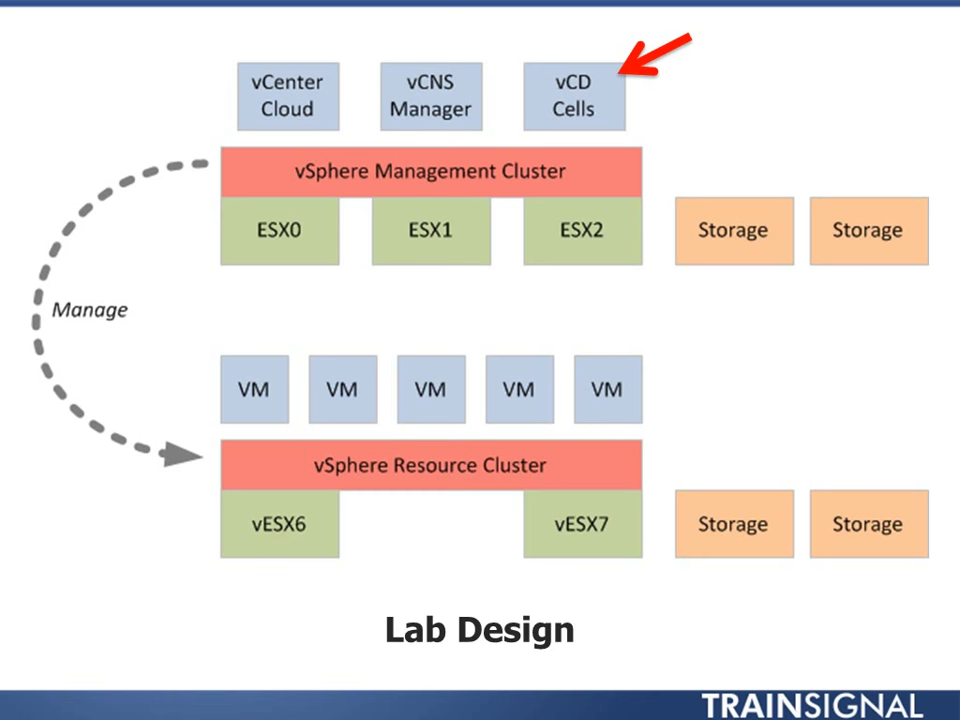 vCenter
Cloud
vCNS
Manager
vCD
Cells
vSphere Management Cluster
ESX0
ESX1
ESX2
Storage
Storage
Manage
VM
VM
VM
VM
VM
vSphere Resource Cluster
vESX6
vESX7
Storage
Storage
Lab Design
TRAINSIGNAL